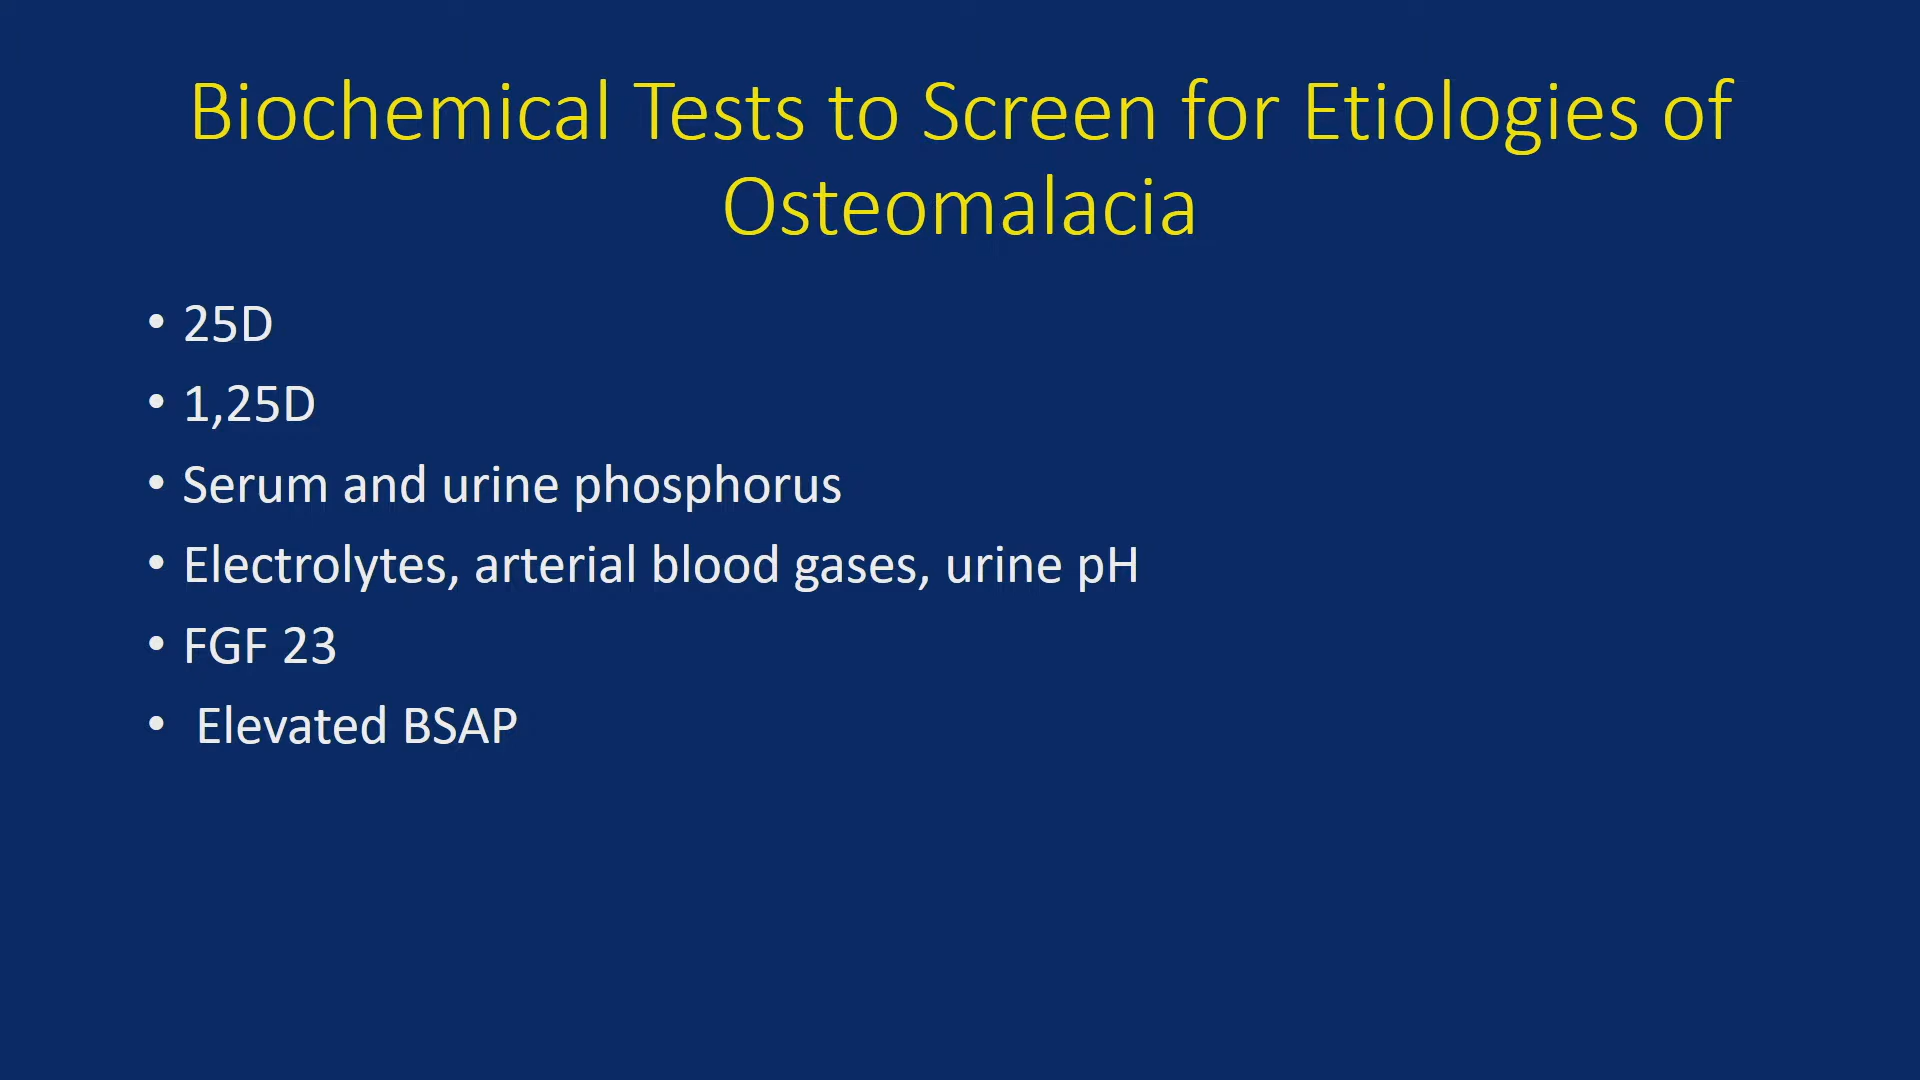 Biochemical Tests to Screen for Etiologies of
Osteomalacia
• 25D
• 1,25D
• Serum and urine phosphorus
• Electrolytes, arterial blood gases, urine pH
• FGF 23
• Elevated BSAP